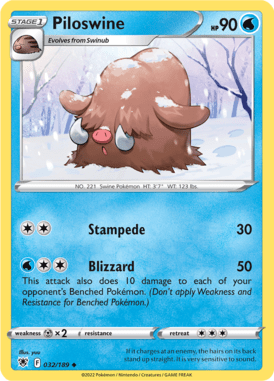 STAGE 1 Piloswine HP 90
Evolves from Swinub
NO. 221 Swine Pokémon HT: 3'7" WT: 123 lbs.
Stampede 30
Blizzard 50
This attack also does 10 damage to each of your
opponent's Benched Pokémon. (Don't apply Weakness and
Resistance for Benched Pokémon.)
weakness ×2 resistance retreat
Illus. yuu
If it charges at an enemy, the hairs on its back
stand up straight. It is very sensitive to sound.
F 032/189
©2022 Pokémon / Nintendo / Creatures / GAME FREAK